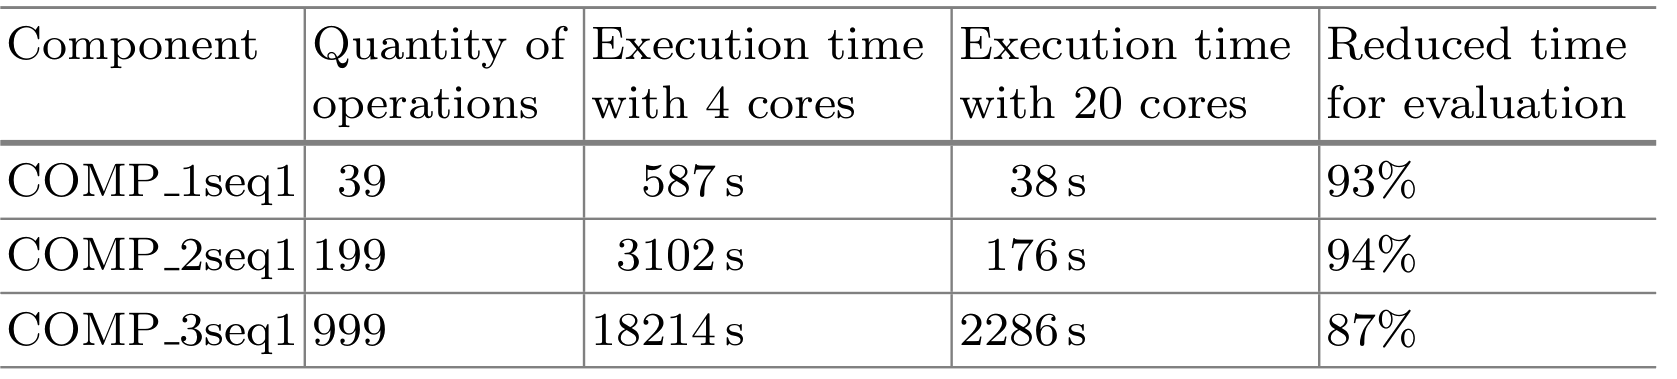 Component Quantity of Execution time Execution time Reduced time
operations with 4 cores with 20 cores for evaluation
COMP_1seq1 39 587 s 38 s 93%
COMP_2seq1 199 3102 s 176 s 94%
COMP_3seq1 999 18214 s 2286 s 87%